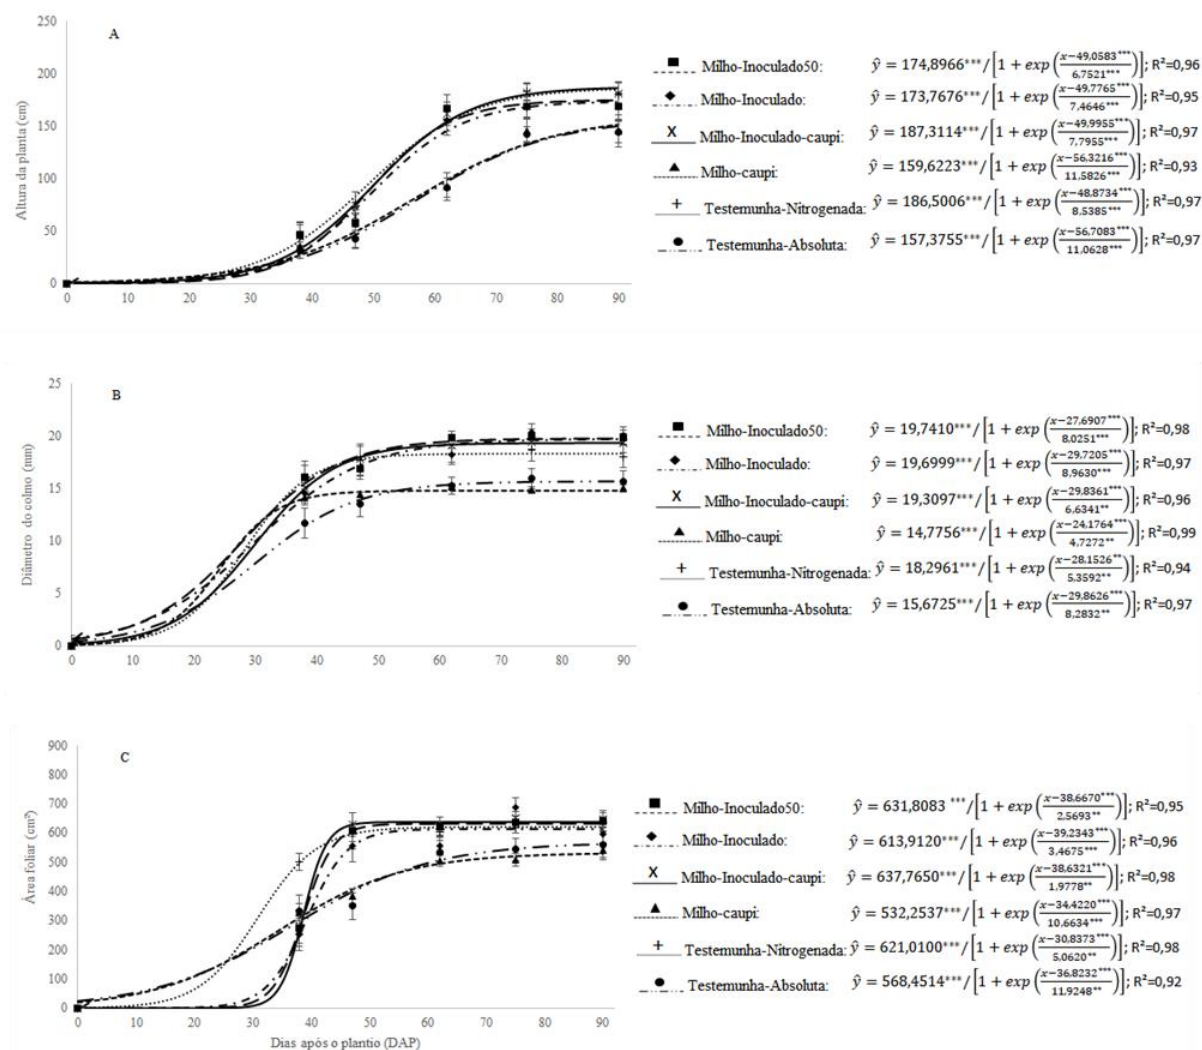 A
Altura da planta (cm)
250
200
150
100
50
0
0 10 20 30 40 50 60 70 80 90
Milho-Inoculado50: ŷ = 174,8966***/[1 + exp((x−49,0583***)/6,7521***)]; R²=0,96
Milho-Inoculado: ŷ = 173,7676***/[1 + exp((x−49,7765***)/7,4646***)]; R²=0,95
Milho-Inoculado-caupi: ŷ = 187,3114***/[1 + exp((x−49,9955***)/7,7955***)]; R²=0,97
Milho-caupi: ŷ = 159,6223***/[1 + exp((x−56,3216***)/11,5826***)]; R²=0,93
Testemunha-Nitrogenada: ŷ = 186,5006***/[1 + exp((x−48,8734***)/8,5385***)]; R²=0,97
Testemunha-Absoluta: ŷ = 157,3755***/[1 + exp((x−56,7083***)/11,0628***)]; R²=0,97
B
Diâmetro do colmo (mm)
25
20
15
10
5
0
0 10 20 30 40 50 60 70 80 90
Milho-Inoculado50: ŷ = 19,7410***/[1 + exp((x−27,6907***)/8,0251***)]; R²=0,98
Milho-Inoculado: ŷ = 19,6999***/[1 + exp((x−29,7205***)/8,9630***)]; R²=0,97
Milho-Inoculado-caupi: ŷ = 19,3097***/[1 + exp((x−29,8361***)/6,6341**)]; R²=0,96
Milho-caupi: ŷ = 14,7756***/[1 + exp((x−24,1764***)/4,7272**)]; R²=0,99
Testemunha-Nitrogenada: ŷ = 18,2961***/[1 + exp((x−28,1526**)/5,3592**)]; R²=0,94
Testemunha-Absoluta: ŷ = 15,6725***/[1 + exp((x−29,8626***)/8,2832**)]; R²=0,97
C
Área foliar (cm²)
900
800
700
600
500
400
300
200
100
0
0 10 20 30 40 50 60 70 80 90
Dias após o plantio (DAP)
Milho-Inoculado50: ŷ = 631,8083 ***/[1 + exp((x−38,6670***)/2,5693**)]; R²=0,95
Milho-Inoculado: ŷ = 613,9120***/[1 + exp((x−39,2343***)/3,4675***)]; R²=0,96
Milho-Inoculado-caupi: ŷ = 637,7650***/[1 + exp((x−38,6321***)/1,9778**)]; R²=0,98
Milho-caupi: ŷ = 532,2537***/[1 + exp((x−34,4220***)/10,6634***)]; R²=0,97
Testemunha-Nitrogenada: ŷ = 621,0100***/[1 + exp((x−30,8373***)/5,0620**)]; R²=0,98
Testemunha-Absoluta: ŷ = 568,4514***/[1 + exp((x−36,8232***)/11,9248**)]; R²=0,92